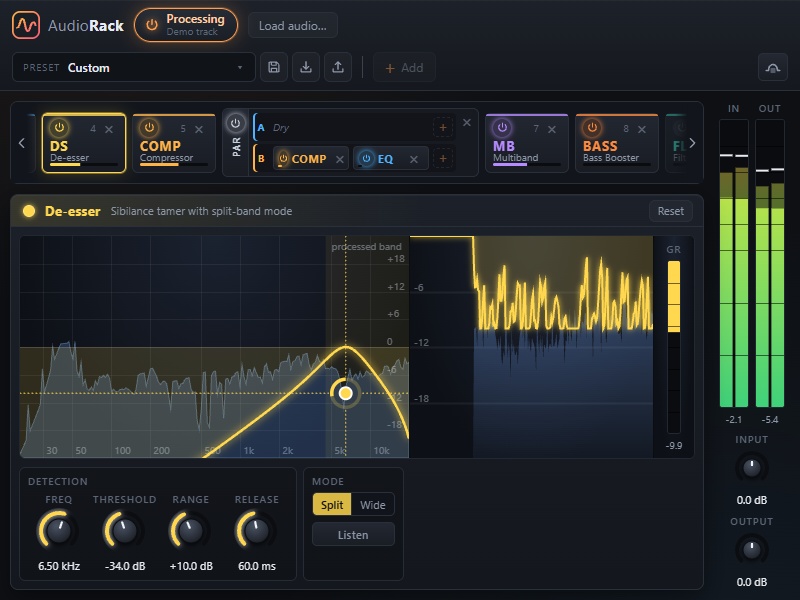 AudioRack
Processing
Demo track
Load audio...
PRESET Custom
+ Add
4
DS
De-esser
5
COMP
Compressor
PAR
A Dry +
B COMP EQ +
7
MB
Multiband
8
BASS
Bass Booster
IN OUT
De-esser Sibilance tamer with split-band mode
Reset
processed band
+18
+12
+6
0
-6
-18
30 50 100 200 500 1k 2k 5k 10k
-6
-12
-18
GR
-9.9
-2.1 -5.4
INPUT
0.0 dB
OUTPUT
0.0 dB
DETECTION
FREQ THRESHOLD RANGE RELEASE
6.50 kHz -34.0 dB +10.0 dB 60.0 ms
MODE
Split Wide
Listen